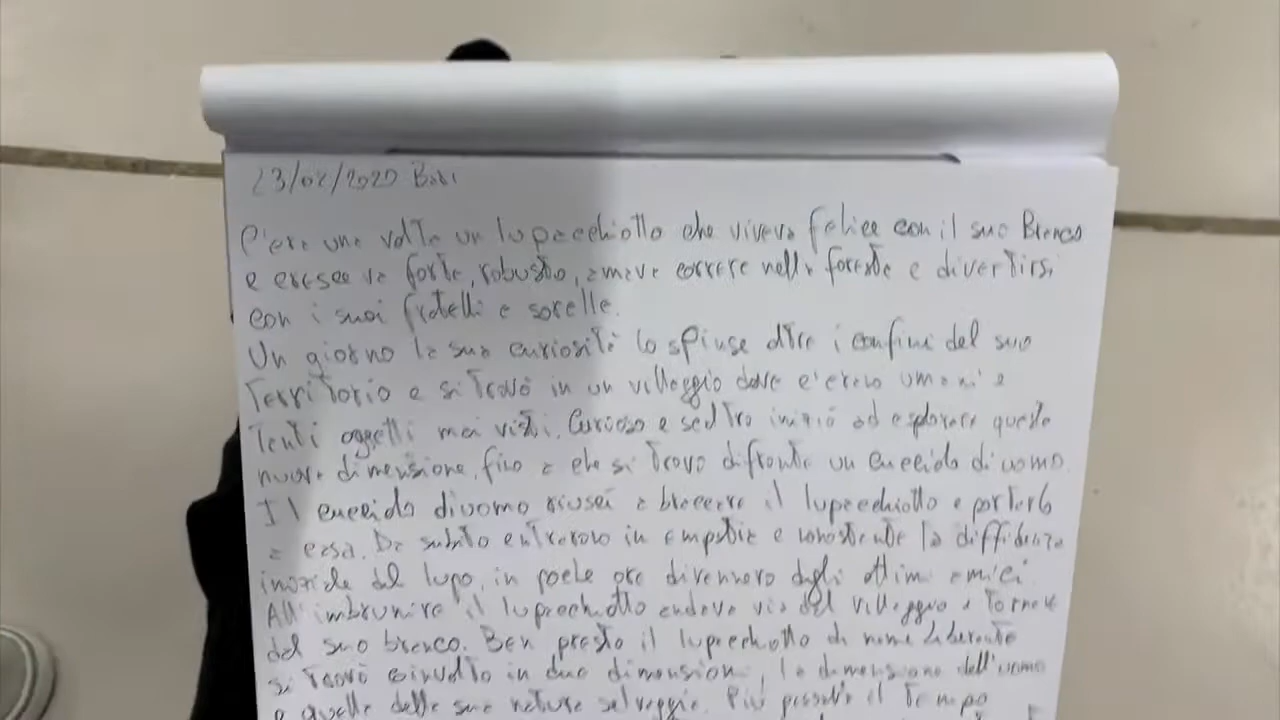 23/02/2020 Bari
C'era una volta un lupacchiotto che viveva felice con il suo Branco
e cresceva forte, robusto, amava correre nella foresta e divertirsi
con i suoi fratelli e sorelle.
Un giorno la sua curiosità lo spinse oltre i confini del suo
Territorio e si trovò in un villaggio dove c'erano umani e
Tanti oggetti mai visti. Curioso e scaltro iniziò ad esplorare questa
nuova dimensione, fino a che si trovò difronte un cucciolo di uomo.
Il cucciolo di uomo riuscì a braccare il lupacchiotto e portarlo
a casa. Da subito entrarono in empatia e nonostante la diffidenza
iniziale del lupo, in poche ore divennero degli ottimi amici.
All'imbrunire il lupacchiotto andava via dal villaggio e tornava
dal suo branco. Ben presto il lupacchiotto di nome
si trovò coinvolto in due dimensioni, la dimensione dell'uomo
e quella della sua natura selvaggia. Più passava il Tempo